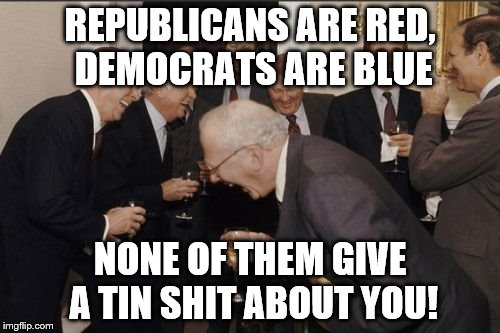 REPUBLICANS ARE RED,
DEMOCRATS ARE BLUE
NONE OF THEM GIVE
A TIN SHIT ABOUT YOU!
imgflip.com